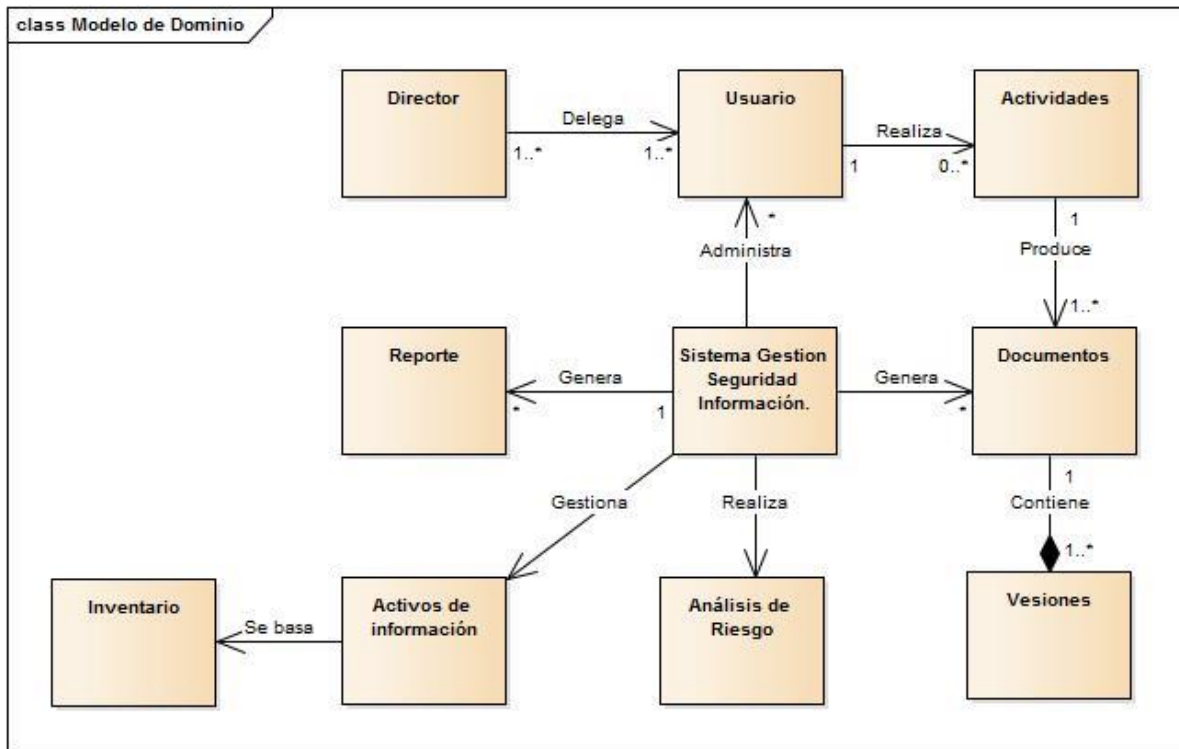 class Modelo de Dominio
Director
Delega
1..*
1..*
Usuario
Realiza
1
0..*
Actividades
*
Administra
1
Produce
1..*
Reporte
Genera
*
1
Sistema Gestion
Seguridad
Información.
Genera
*
Documentos
Gestiona
Realiza
1
Contiene
1..*
Inventario
Se basa
Activos de
información
Análisis de
Riesgo
Vesiones